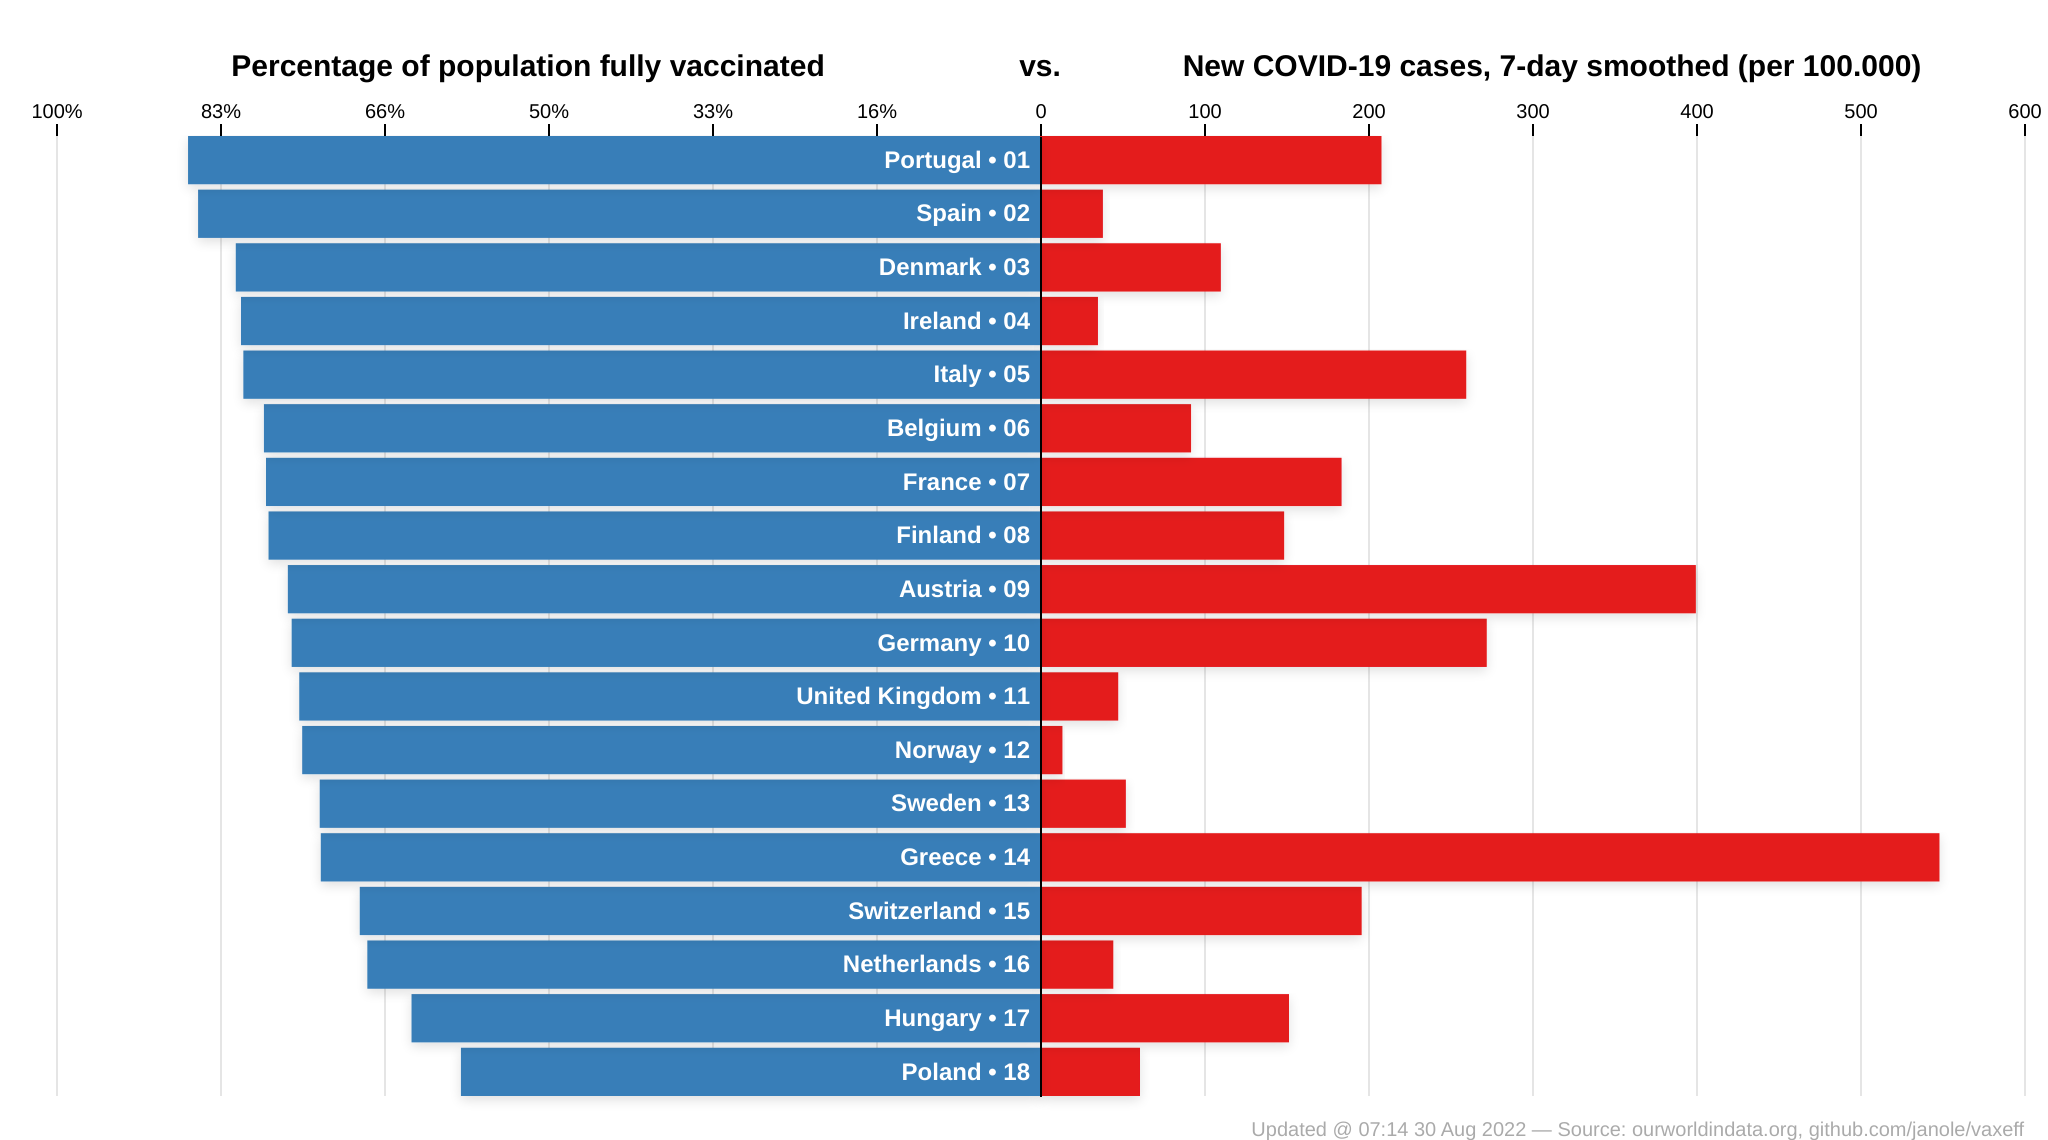 Percentage of population fully vaccinated vs. New COVID-19 cases, 7-day smoothed (per 100.000)
100% 83% 66% 50% 33% 16% 0 100 200 300 400 500 600
Portugal • 01
Spain • 02
Denmark • 03
Ireland • 04
Italy • 05
Belgium • 06
France • 07
Finland • 08
Austria • 09
Germany • 10
United Kingdom • 11
Norway • 12
Sweden • 13
Greece • 14
Switzerland • 15
Netherlands • 16
Hungary • 17
Poland • 18
Updated @ 07:14 30 Aug 2022 — Source: ourworldindata.org, github.com/janole/vaxeff